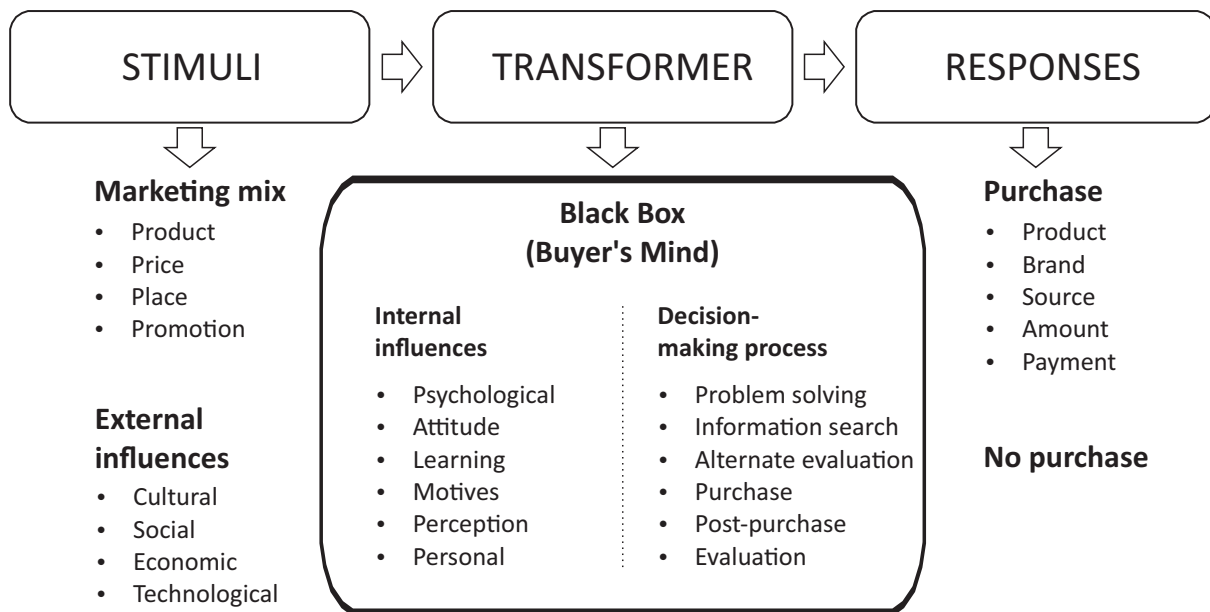 STIMULI
TRANSFORMER
RESPONSES
Marketing mix
• Product
• Price
• Place
• Promotion
External
influences
• Cultural
• Social
• Economic
• Technological
Black Box
(Buyer's Mind)
Internal
influences
• Psychological
• Attitude
• Learning
• Motives
• Perception
• Personal
Decision-
making process
• Problem solving
• Information search
• Alternate evaluation
• Purchase
• Post-purchase
• Evaluation
Purchase
• Product
• Brand
• Source
• Amount
• Payment
No purchase